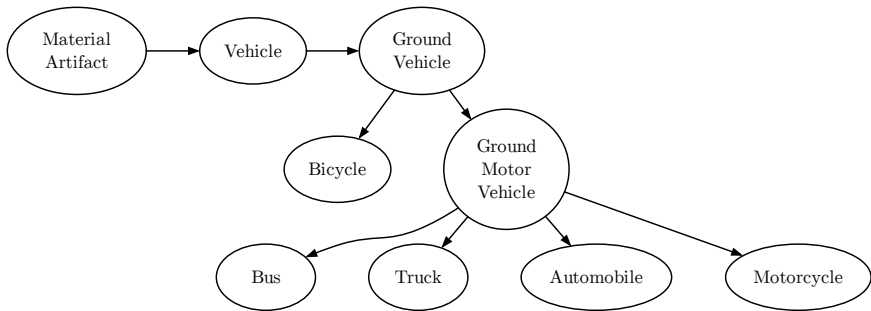 Material
Artifact
Vehicle
Ground
Vehicle
Bicycle
Ground
Motor
Vehicle
Bus
Truck
Automobile
Motorcycle